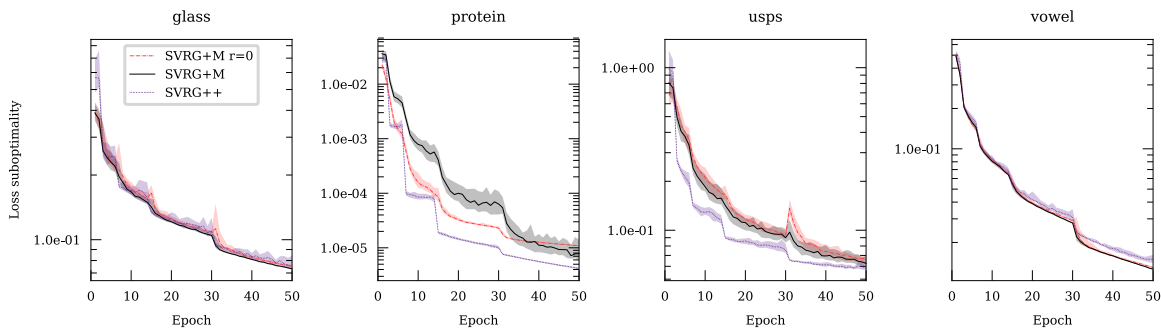 glass
protein
usps
vowel
Loss suboptimality
SVRG+M r=0
SVRG+M
SVRG++
1.0e-01
0 10 20 30 40 50
Epoch
1.0e-02
1.0e-03
1.0e-04
1.0e-05
0 10 20 30 40 50
Epoch
1.0e+00
1.0e-01
0 10 20 30 40 50
Epoch
1.0e-01
0 10 20 30 40 50
Epoch